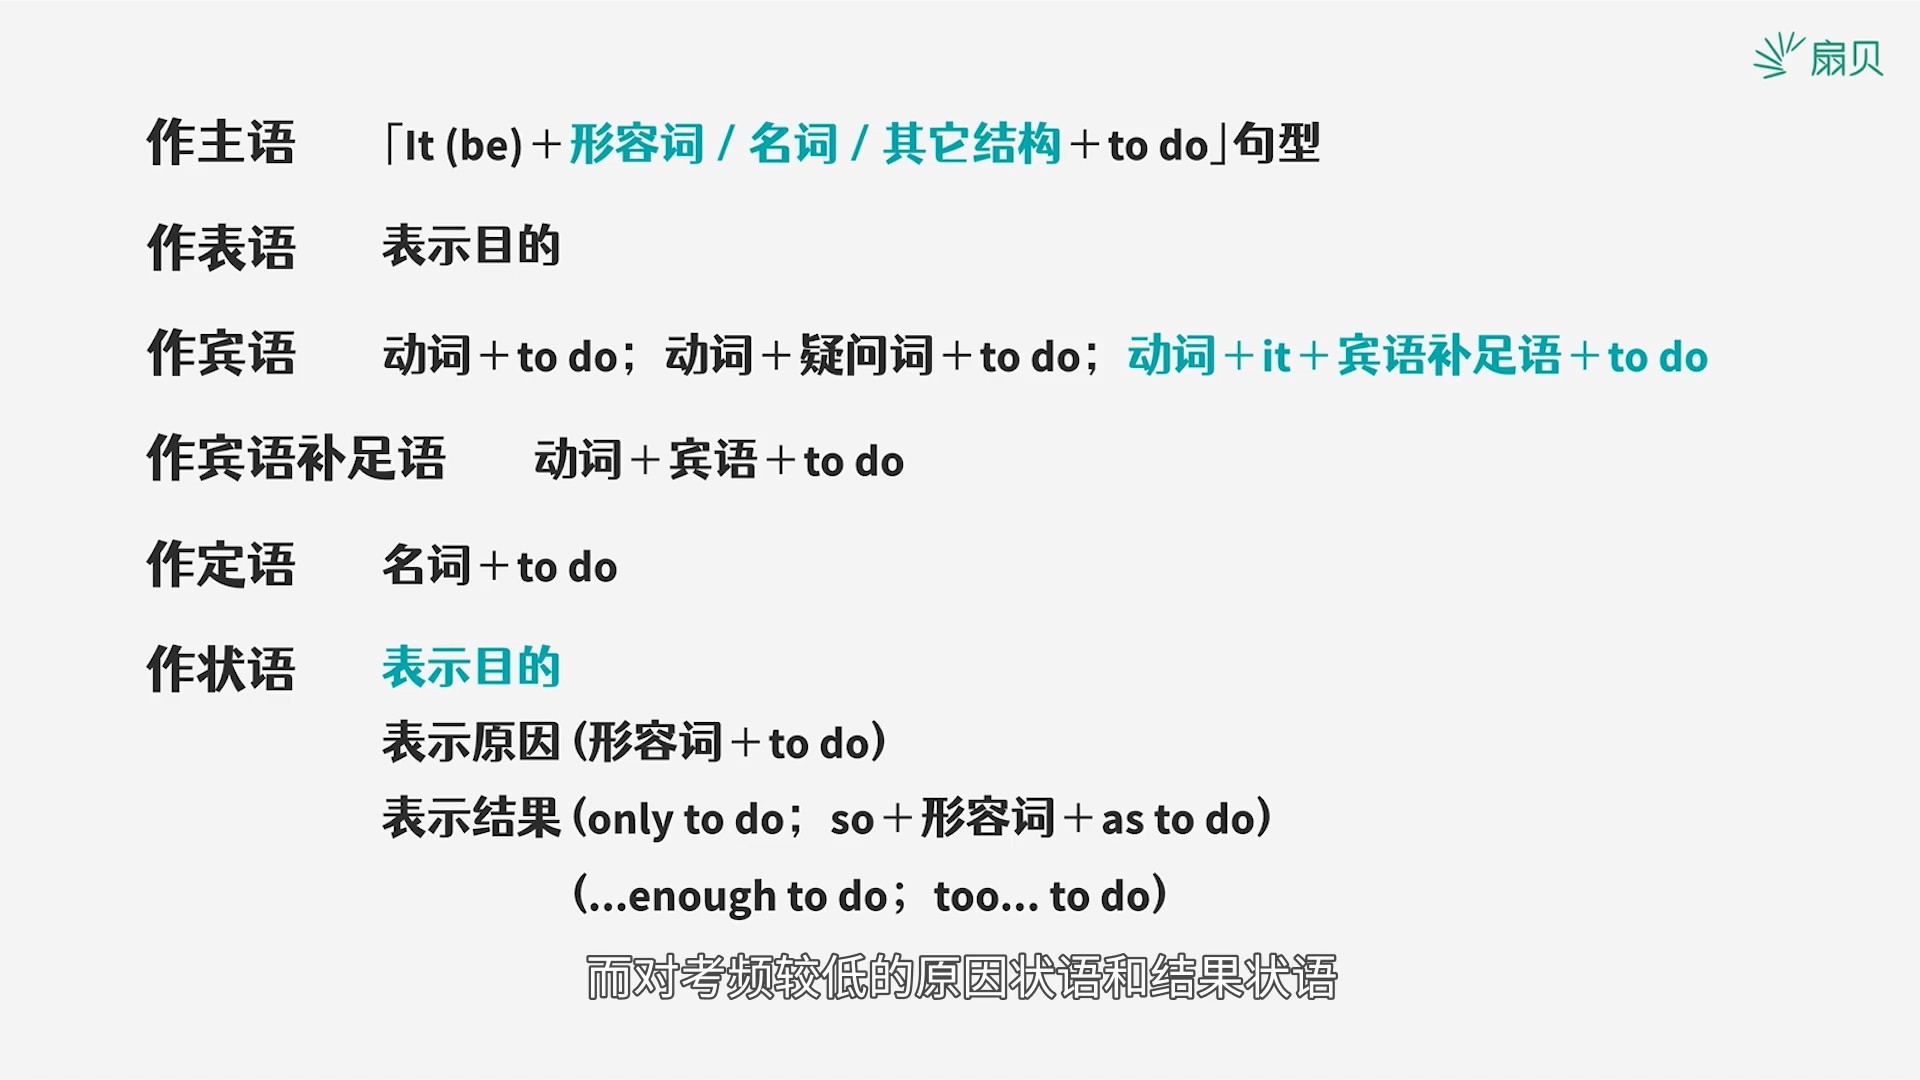 扇贝
作主语 「It (be)＋形容词 / 名词 / 其它结构＋to do」句型
作表语 表示目的
作宾语 动词＋to do；动词＋疑问词＋to do；动词＋it＋宾语补足语＋to do
作宾语补足语 动词＋宾语＋to do
作定语 名词＋to do
作状语 表示目的
表示原因（形容词＋to do）
表示结果（only to do；so＋形容词＋as to do）
（...enough to do；too... to do）
而对考频较低的原因状语和结果状语